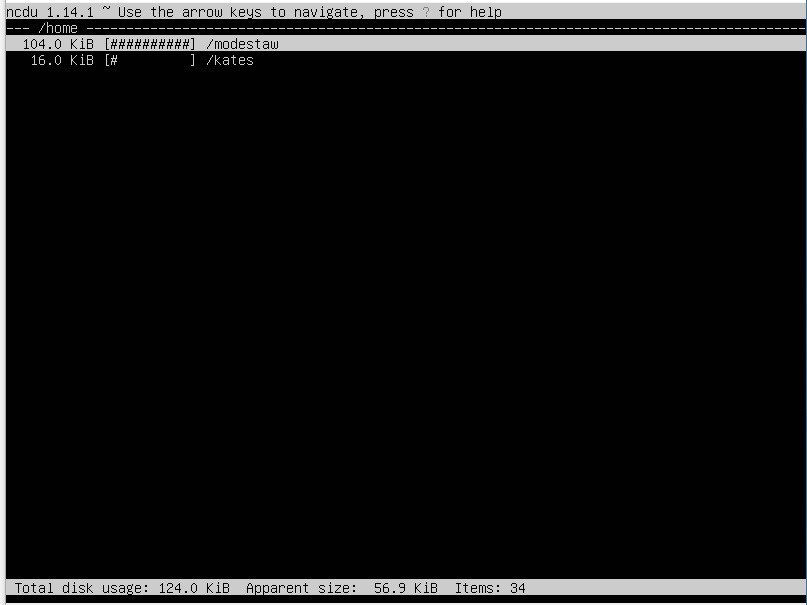 ncdu 1.14.1 ~ Use the arrow keys to navigate, press ? for help
--- /home ----------------------------------------------------------------------------------------
  104.0 KiB [##########] /modestaw
   16.0 KiB [#         ] /kates
 Total disk usage: 124.0 KiB  Apparent size:  56.9 KiB  Items: 34